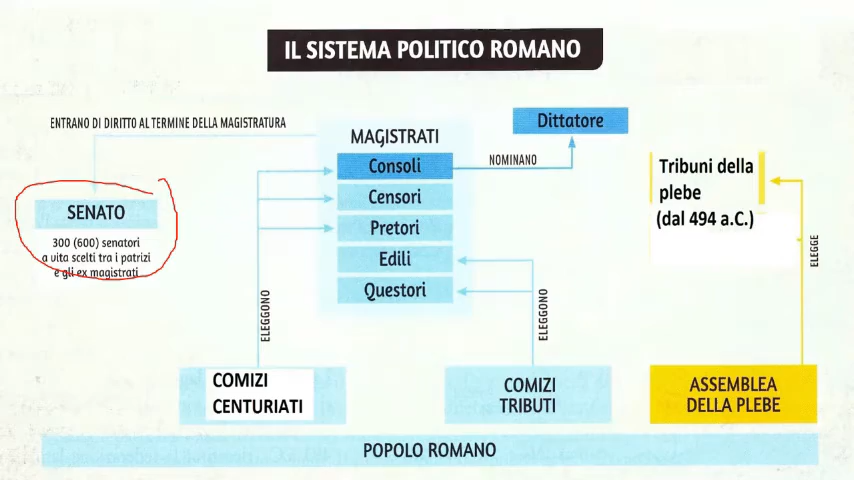 IL SISTEMA POLITICO ROMANO
ENTRANO DI DIRITTO AL TERMINE DELLA MAGISTRATURA
MAGISTRATI
Dittatore
Consoli
NOMINANO
Censori
Pretori
Edili
Questori
SENATO
300 (600) senatori
a vita scelti tra i patrizi
e gli ex magistrati
Tribuni della
plebe
(dal 494 a.C.)
ELEGGONO
ELEGGONO
ELEGGE
COMIZI
CENTURIATI
COMIZI
TRIBUTI
ASSEMBLEA
DELLA PLEBE
POPOLO ROMANO